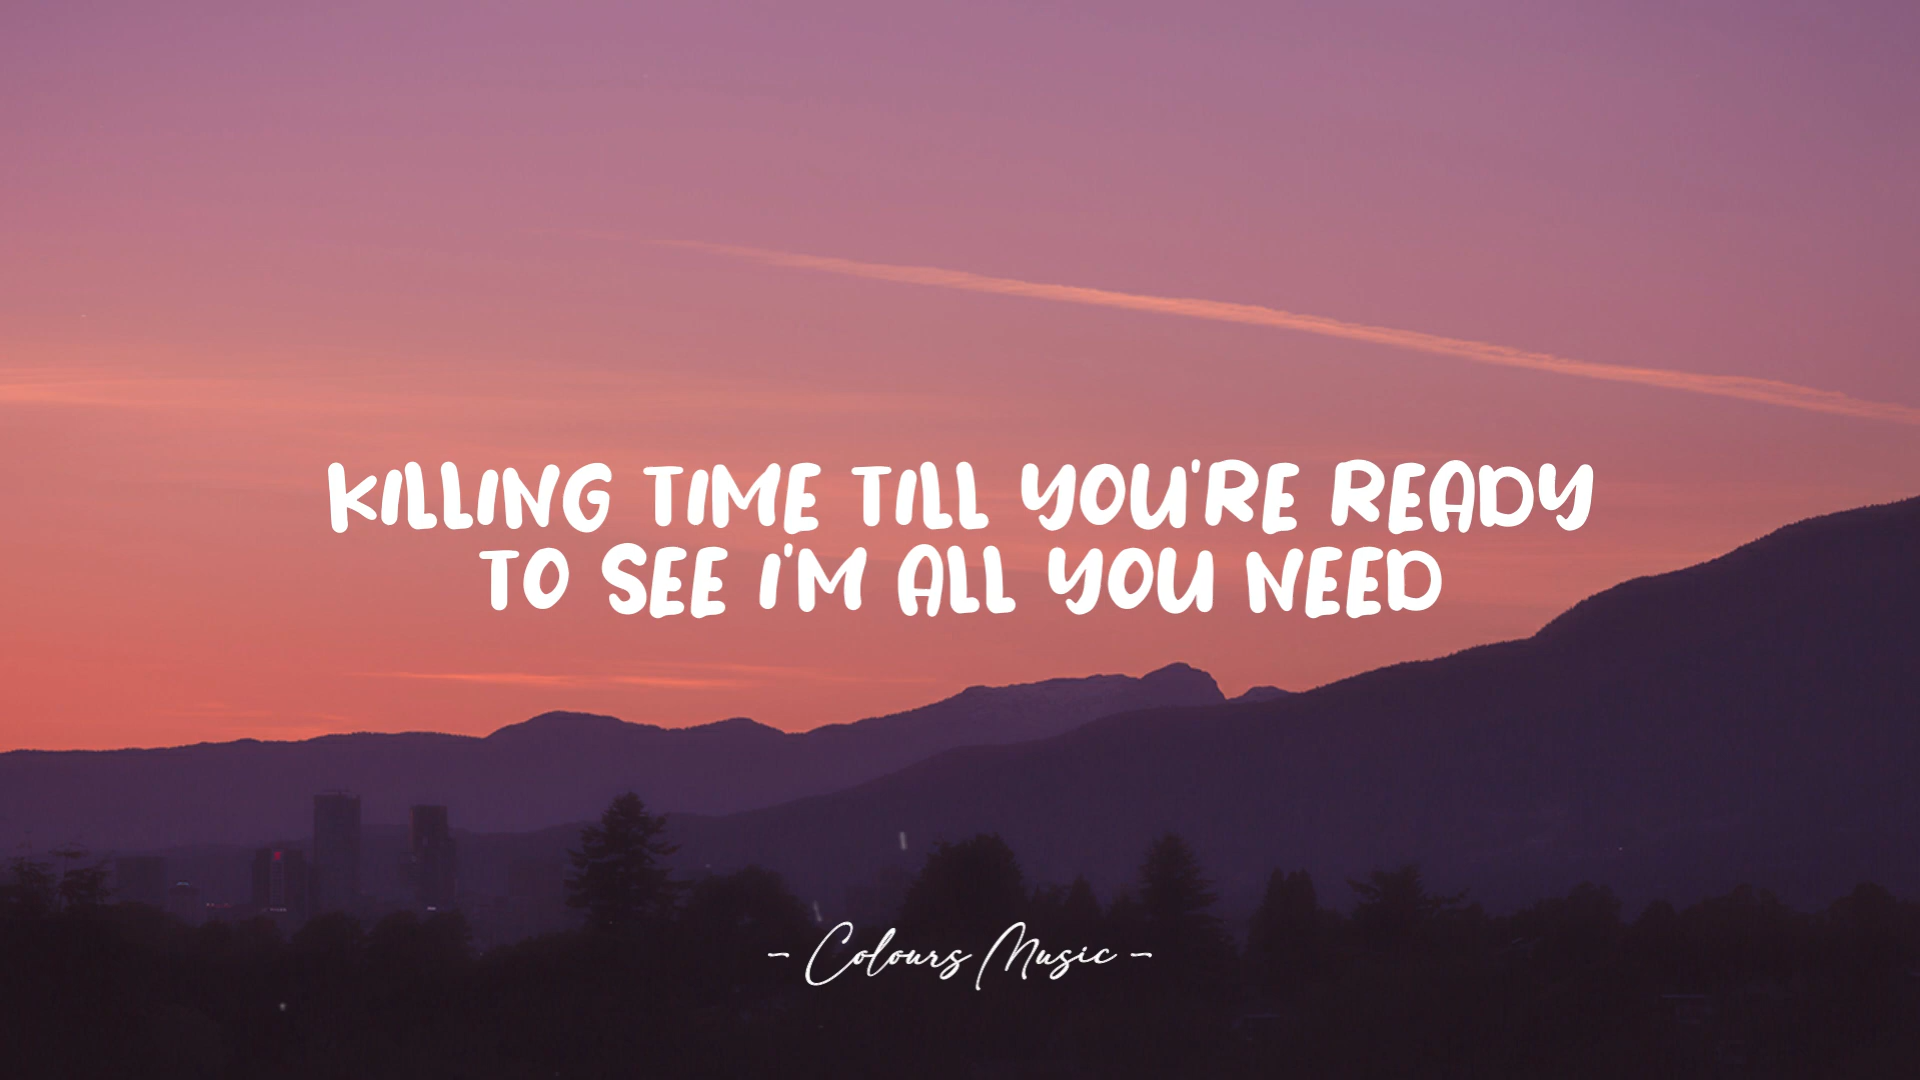 KILLING TIME TILL YOU'RE READY
TO SEE I'M ALL YOU NEED
- Colours Music -